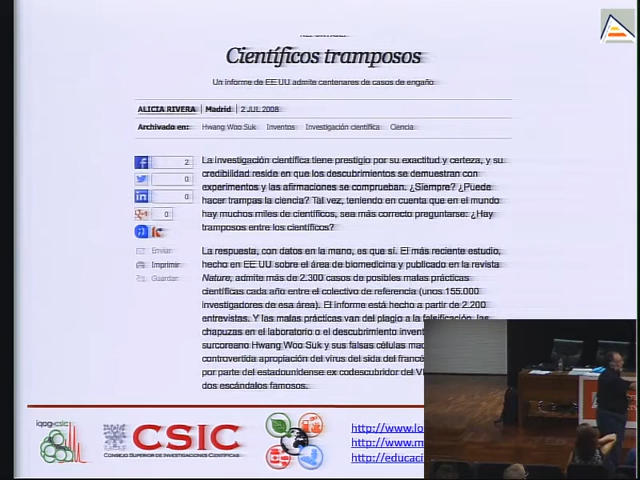 Científicos tramposos
Un informe de EE UU admite centenares de casos de engaño
ALICIA RIVERA | Madrid | 2 JUL 2008
Archivado en: Hwang Woo Suk Inventos Investigación científica Ciencia
La investigación científica tiene prestigio por su exactitud y certeza, y su
credibilidad reside en que los descubrimientos se demuestran con
experimentos y las afirmaciones se comprueban. ¿Siempre? ¿Puede
hacer trampas la ciencia? Tal vez, teniendo en cuenta que en el mundo
hay muchos miles de científicos, sea más correcto preguntarse: ¿Hay
tramposos entre los científicos?
2
0
0
0
Enviar
Imprimir
Guardar
La respuesta, con datos en la mano, es que sí. El más reciente estudio,
hecho en EE UU sobre el área de biomedicina y publicado en la revista
Nature, admite más de 2.300 casos de posibles malas prácticas
científicas cada año entre el colectivo de referencia (unos 155.000
investigadores de esa área). El informe está hecho a partir de 2.200
entrevistas. Y las malas prácticas van del plagio a la falsificación, las
chapuzas en el laboratorio o el descubrimiento invent
surcoreano Hwang Woo Suk y sus falsas células mad
controvertida apropiación del virus del sida del francé
por parte del estadounidense ex codescubridor del VI
dos escándalos famosos.
iqog-csic
CSIC
CONSEJO SUPERIOR DE INVESTIGACIONES CIENTÍFICAS
http://www.lo
http://www.m
http://educaci